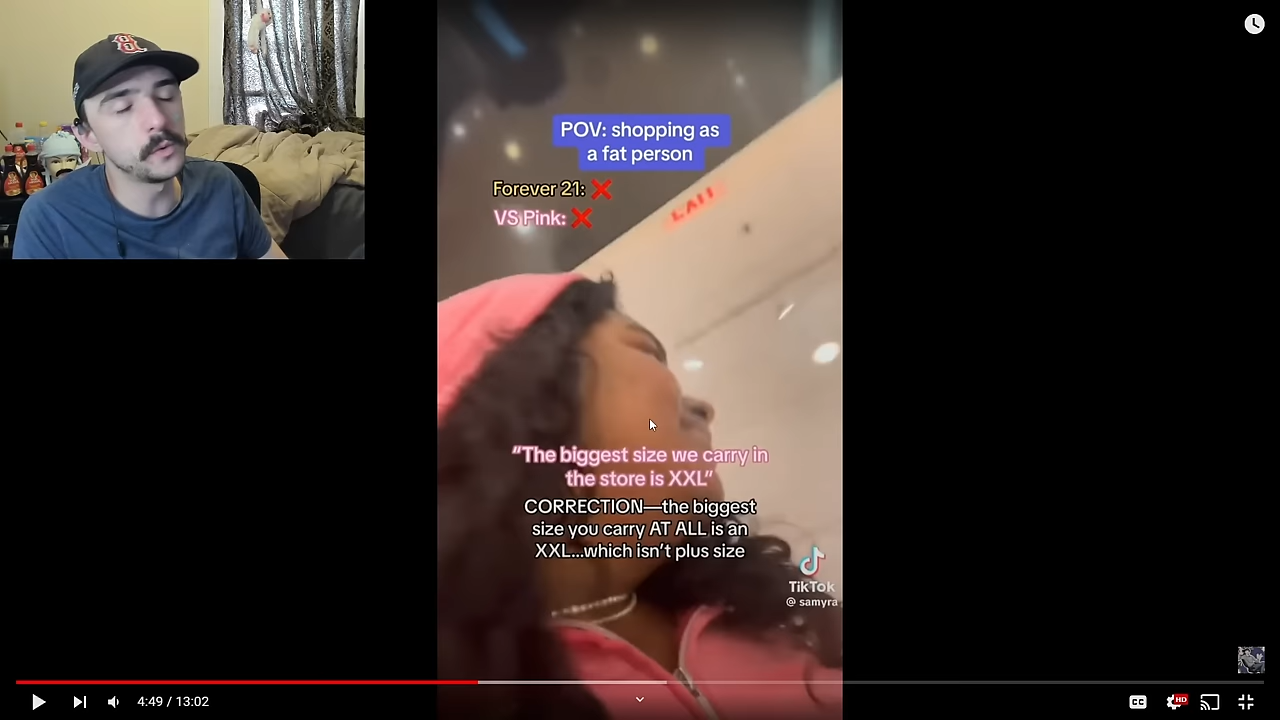 POV: shopping as
a fat person
Forever 21: ❌
VS Pink: ❌
"The biggest size we carry in
the store is XXL"
CORRECTION—the biggest
size you carry AT ALL is an
XXL...which isn't plus size
TikTok
@ samyra
4:49 / 13:02
CC
HD
B